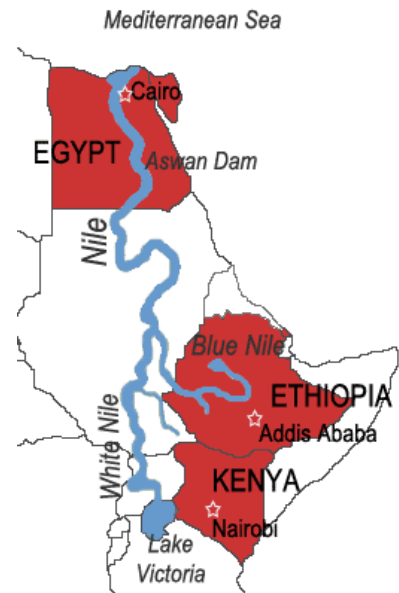 Mediterranean Sea
Cairo
EGYPT
Aswan Dam
Nile
Blue Nile
ETHIOPIA
Addis Ababa
White Nile
KENYA
Nairobi
Lake
Victoria